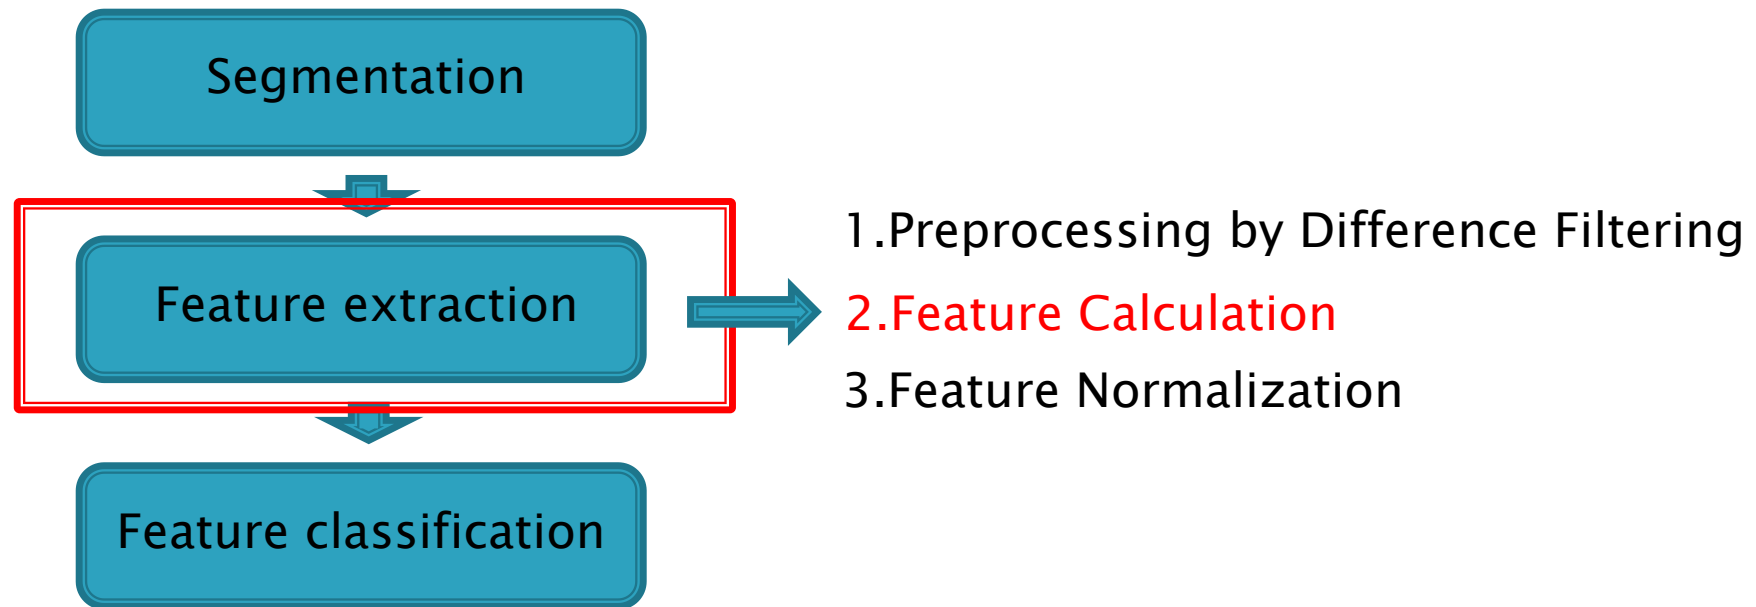 Segmentation
Feature extraction
1.Preprocessing by Difference Filtering
2.Feature Calculation
3.Feature Normalization
Feature classification